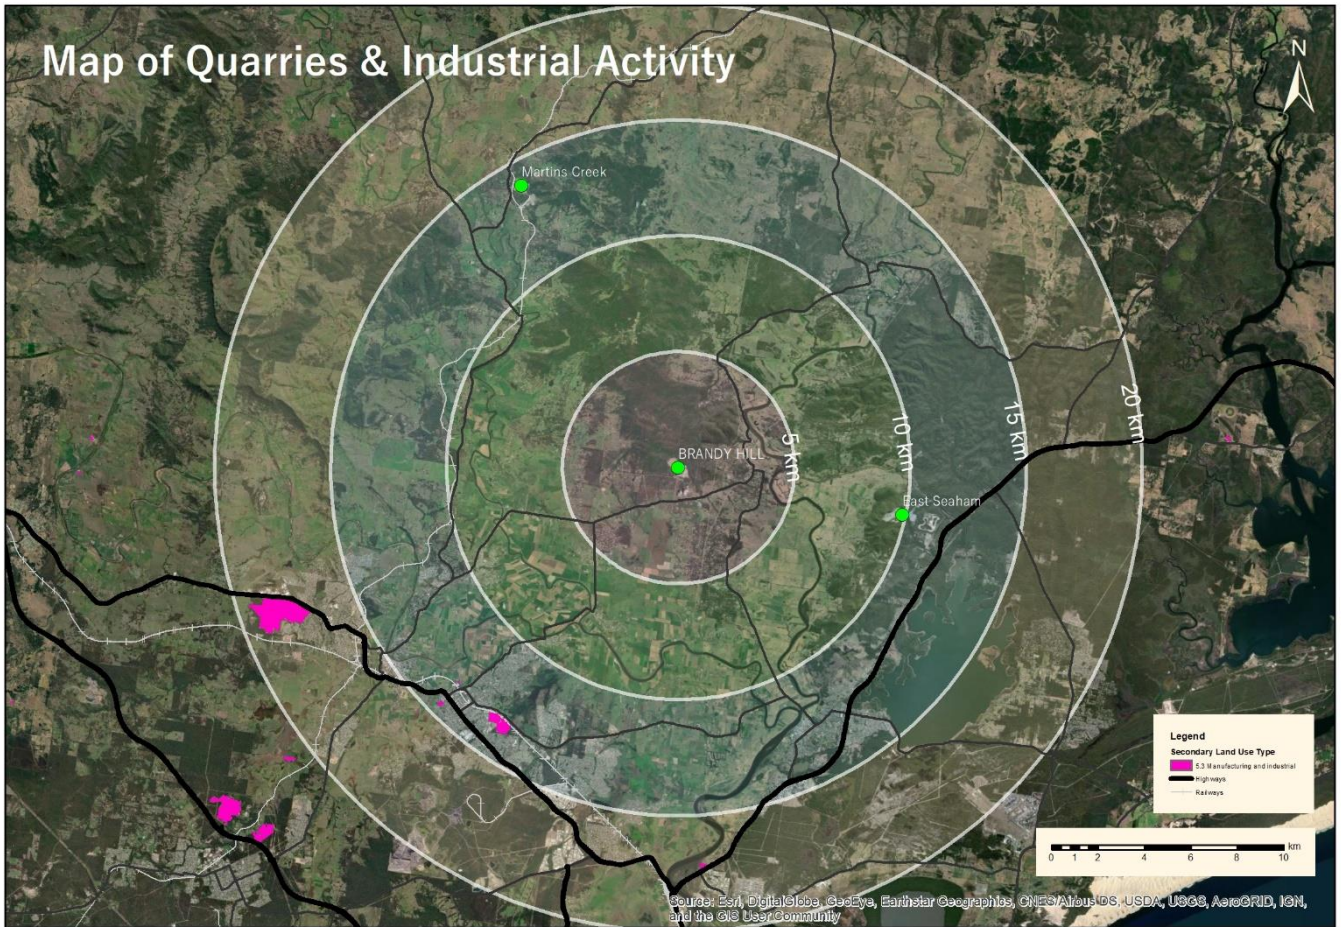 Map of Quarries & Industrial Activity
N
Martins Creek
BRANDY HILL
5 km
10 km
15 km
20 km
East Seaham
Legend
Secondary Land Use Type
5.3 Manufacturing and industrial
Highways
Railways
km
0 1 2 4 6 8 10
Source: Esri, DigitalGlobe, GeoEye, Earthstar Geographics, CNES/Airbus DS, USDA, USGS, AeroGRID, IGN,
and the GIS User Community